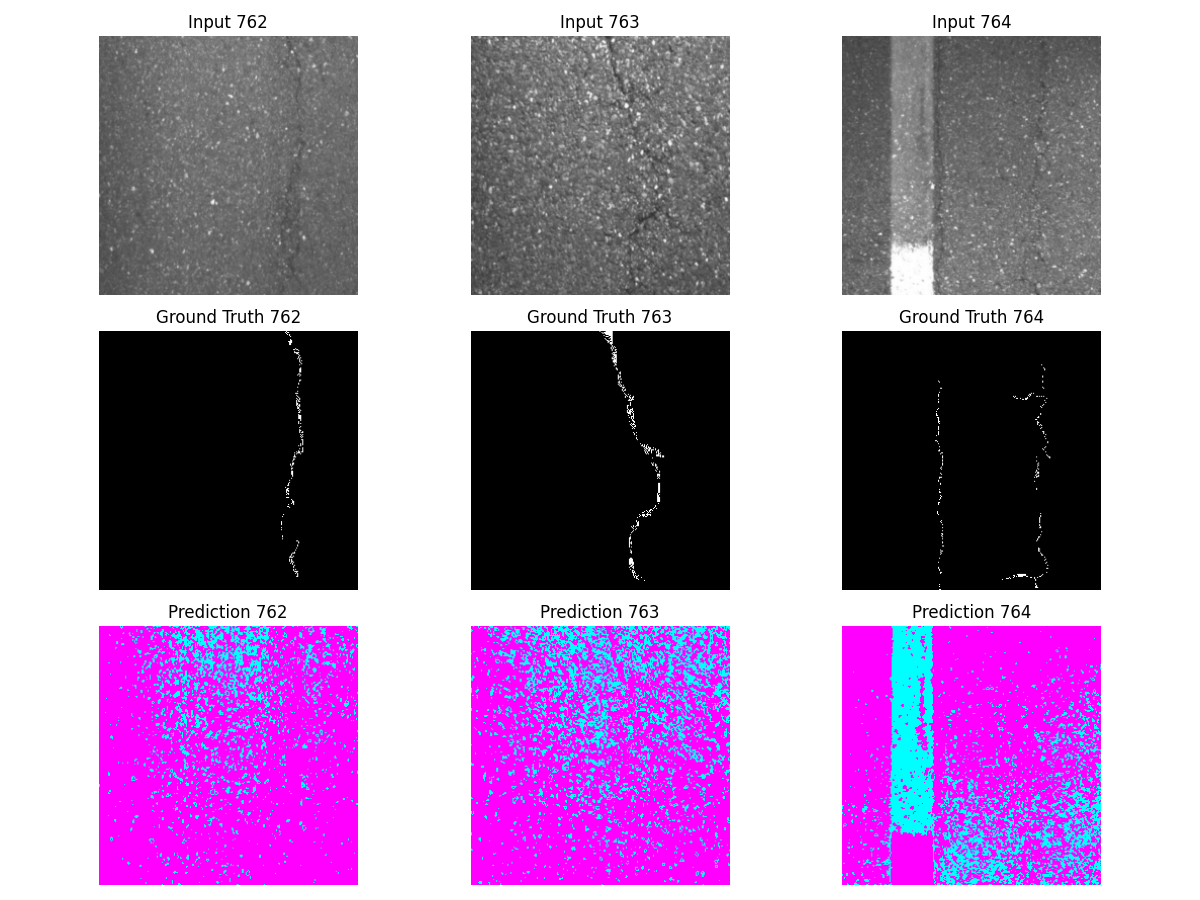 Input 762
Input 763
Input 764
Ground Truth 762
Ground Truth 763
Ground Truth 764
Prediction 762
Prediction 763
Prediction 764